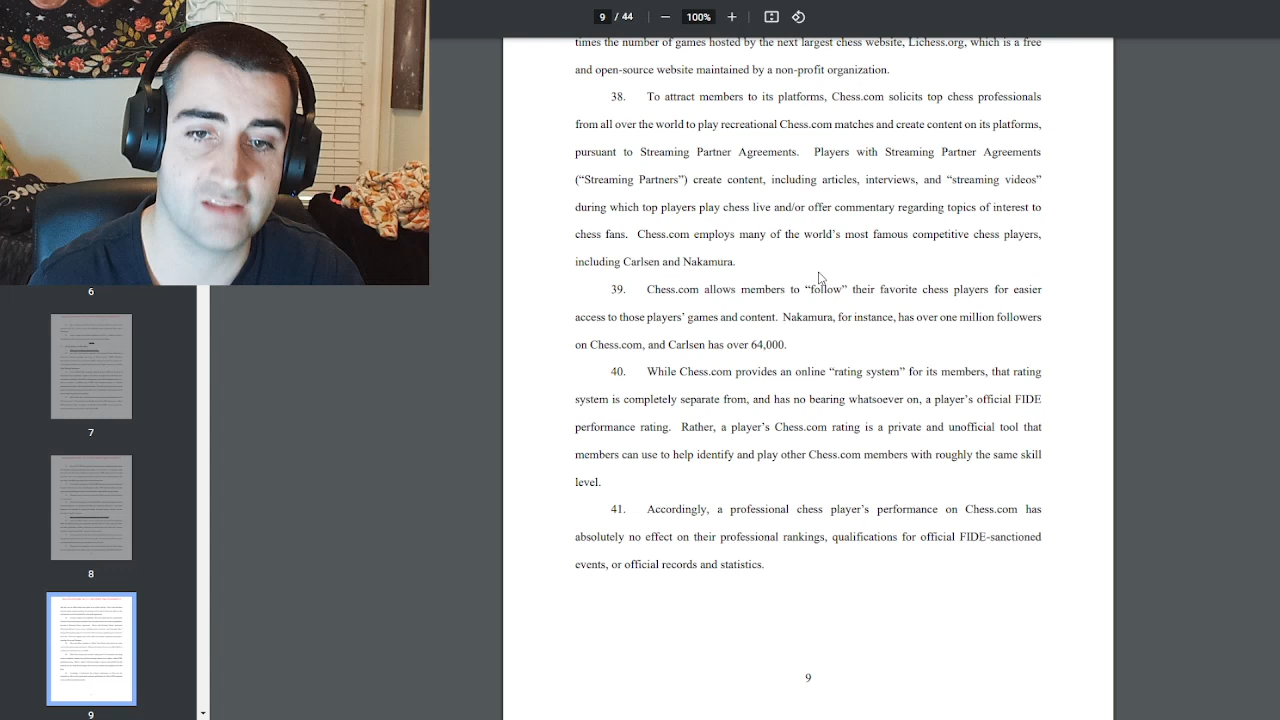 9 / 44
100%
times the number of games hosted by the next largest chess website, Lichess.org, which is a free
and open-source website maintained by a non-profit organization.
38. To attract members to its platforms, Chess.com solicits top chess professionals
from all over the world to play recreational Chess.com matches and create content on its platforms,
pursuant to Streaming Partner Agreements. Players with Streaming Partner Agreements
(“Streaming Partners”) create content, including articles, interviews, and “streaming videos”
during which top players play chess live and/or offer commentary regarding topics of interest to
chess fans. Chess.com employs many of the world’s most famous competitive chess players,
including Carlsen and Nakamura.
39. Chess.com allows members to “follow” their favorite chess players for easier
access to those players’ games and content. Nakamura, for instance, has over one million followers
on Chess.com, and Carlsen has over 64,000.
40. While Chess.com provides an online “rating system” for its members, that rating
system is completely separate from, and has no bearing whatsoever on, a player’s official FIDE
performance rating. Rather, a player’s Chess.com rating is a private and unofficial tool that
members can use to help identify and play other Chess.com members with roughly the same skill
level.
41. Accordingly, a professional chess player’s performance on Chess.com has
absolutely no effect on their professional rankings, qualifications for official FIDE-sanctioned
events, or official records and statistics.
9
6
7
8
9